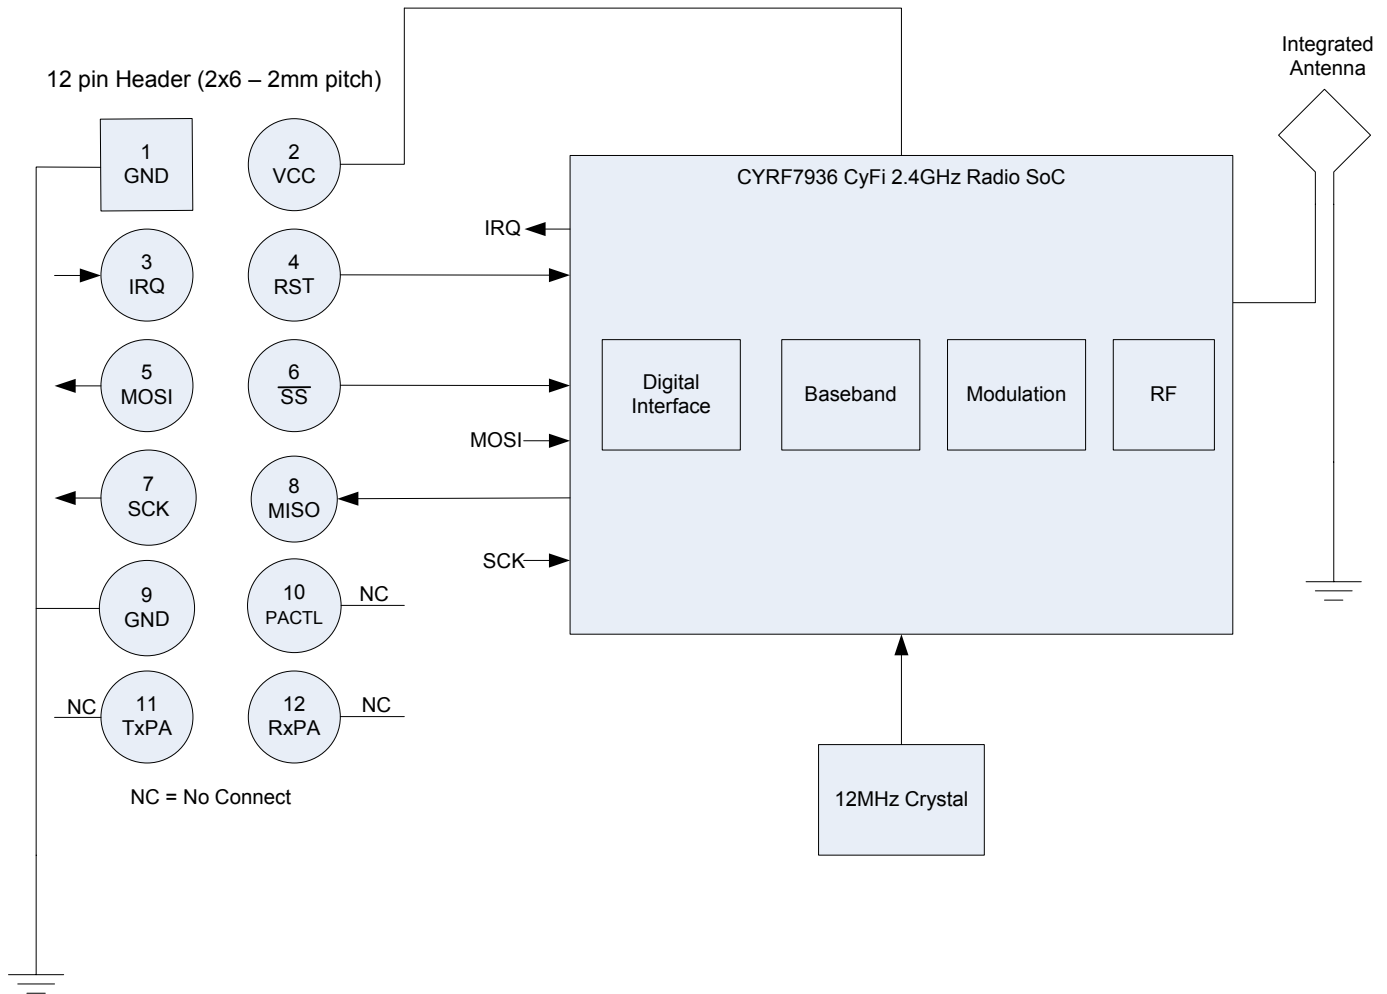 Integrated
Antenna
12 pin Header (2x6 – 2mm pitch)
1
GND
2
VCC
CYRF7936 CyFi 2.4GHz Radio SoC
IRQ
3
IRQ
4
RST
5
MOSI
6
SS
Digital
Interface
Baseband
Modulation
RF
MOSI
7
SCK
8
MISO
SCK
9
GND
10
PACTL
NC
NC
11
TxPA
12
RxPA
NC
NC = No Connect
12MHz Crystal